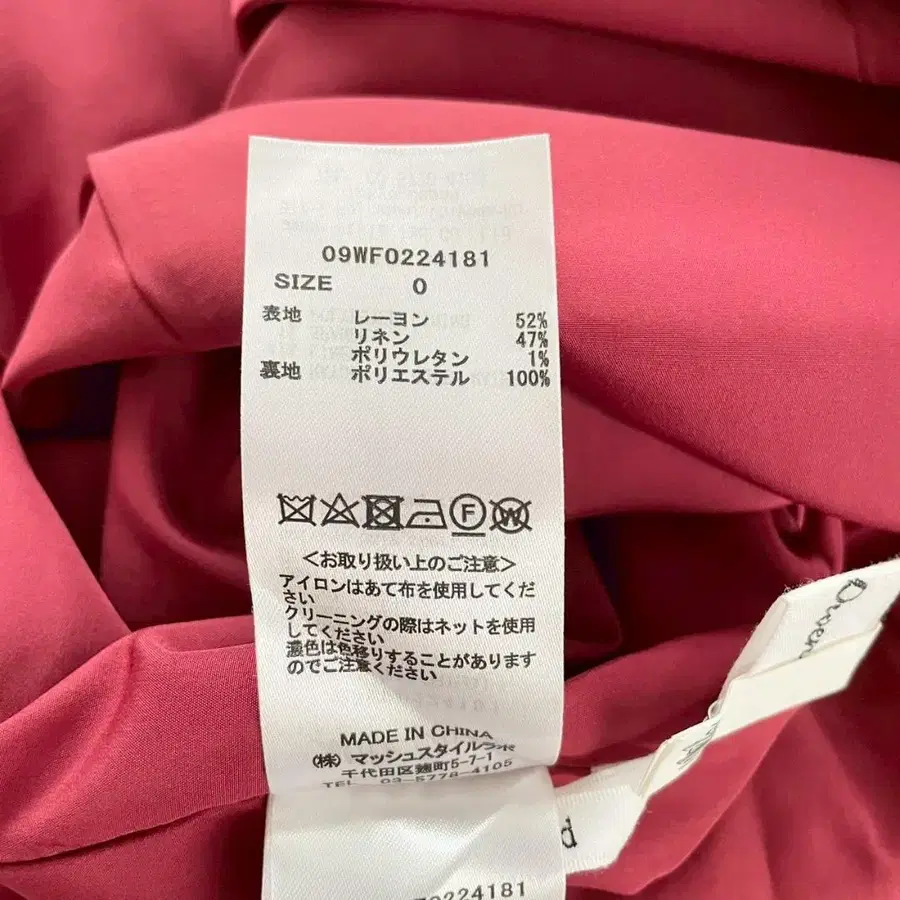 09WF0224181
SIZE 0
表地 レーヨン 52%
リネン 47%
ポリウレタン 1%
裏地 ポリエステル 100%
F W
<お取り扱い上のご注意>
アイロンはあて布を使用してくだ
さい
クリーニングの際はネットを使用
してください
濃色は色移りすることがあります
のでご注意ください
MADE IN CHINA
(株) マッシュスタイルラボ
千代田区麹町5-7-1
TEL 03-5778-4105
d
0224181